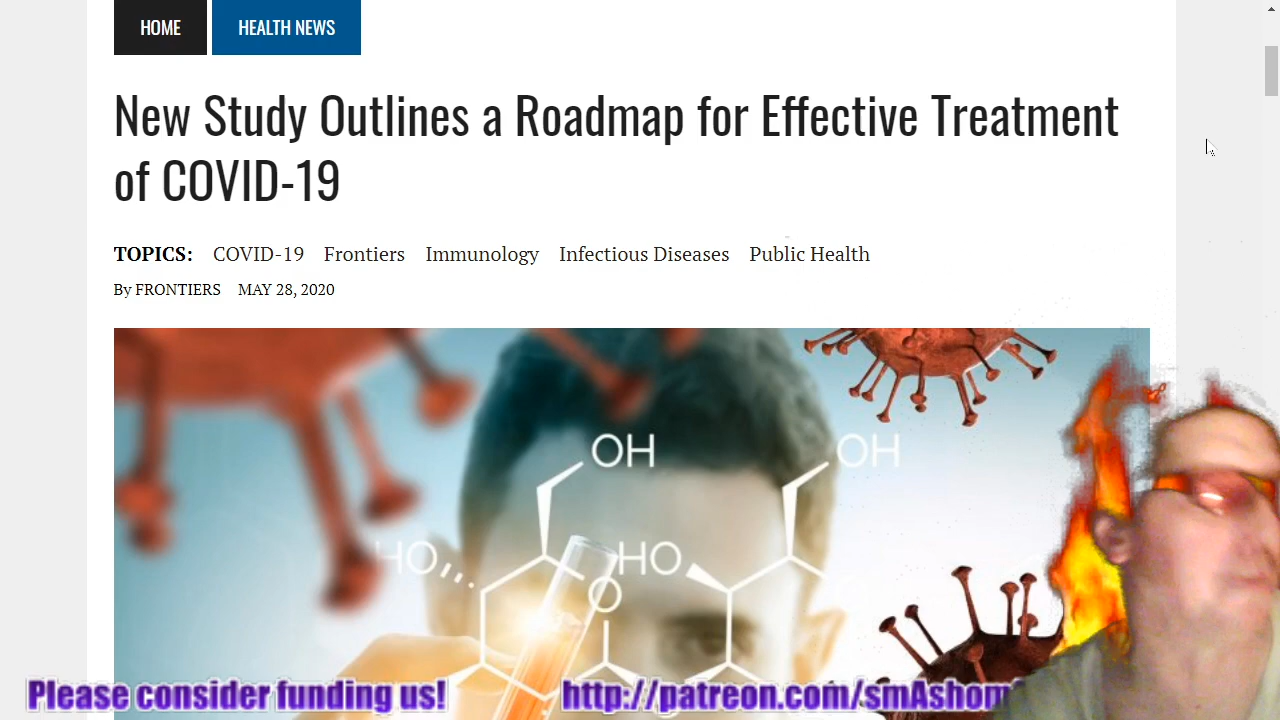 HOME HEALTH NEWS
New Study Outlines a Roadmap for Effective Treatment
of COVID-19
TOPICS: COVID-19 Frontiers Immunology Infectious Diseases Public Health
By FRONTIERS MAY 28, 2020
OH OH
HO HO
O
Please consider funding us! http://patreon.com/smAshom